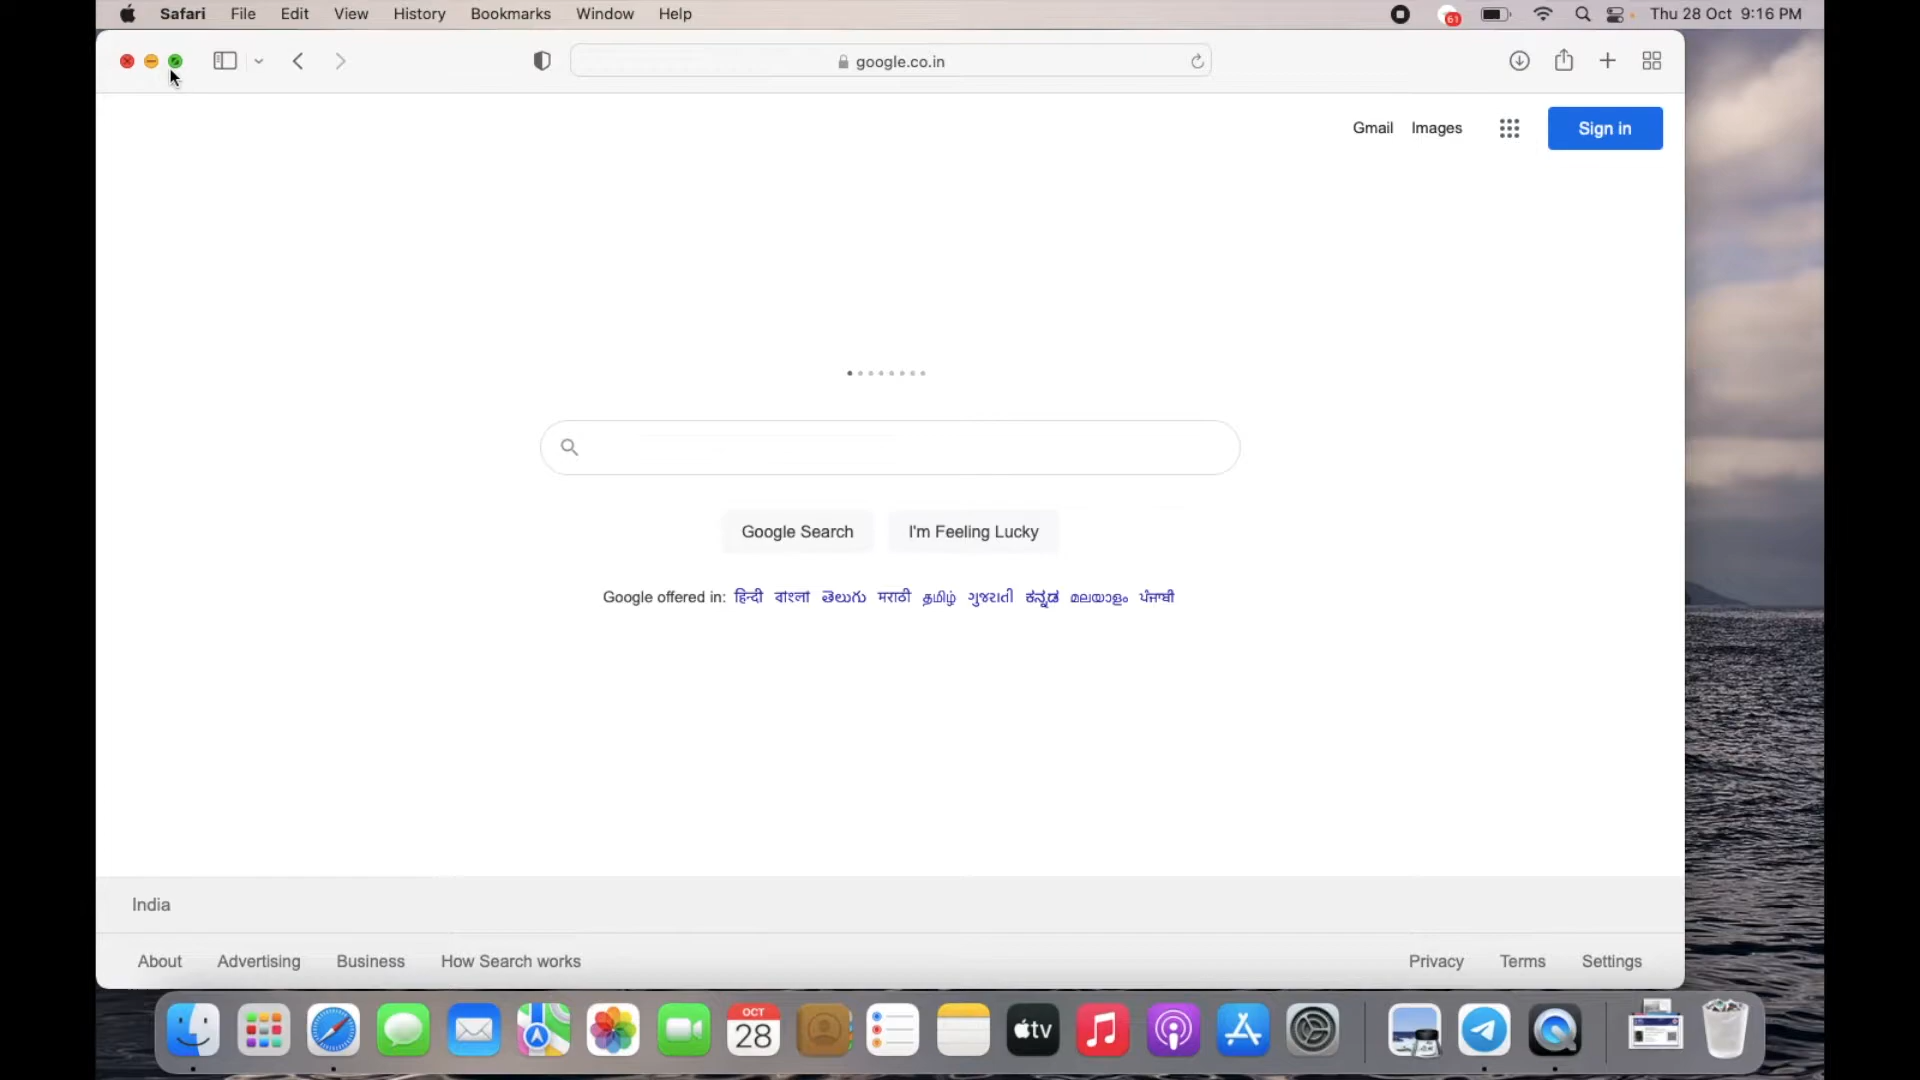 Safari File Edit View History Bookmarks Window Help 61 Thu 28 Oct 9:16 PM
google.co.in
Gmail Images Sign in
Google Search I'm Feeling Lucky
Google offered in: हिन्दी বাংলা తెలుగు मराठी தமிழ் ગુજરાતી ಕನ್ನಡ മലയാളം ਪੰਜਾਬੀ
India
About Advertising Business How Search works Privacy Terms Settings
OCT
28
tv